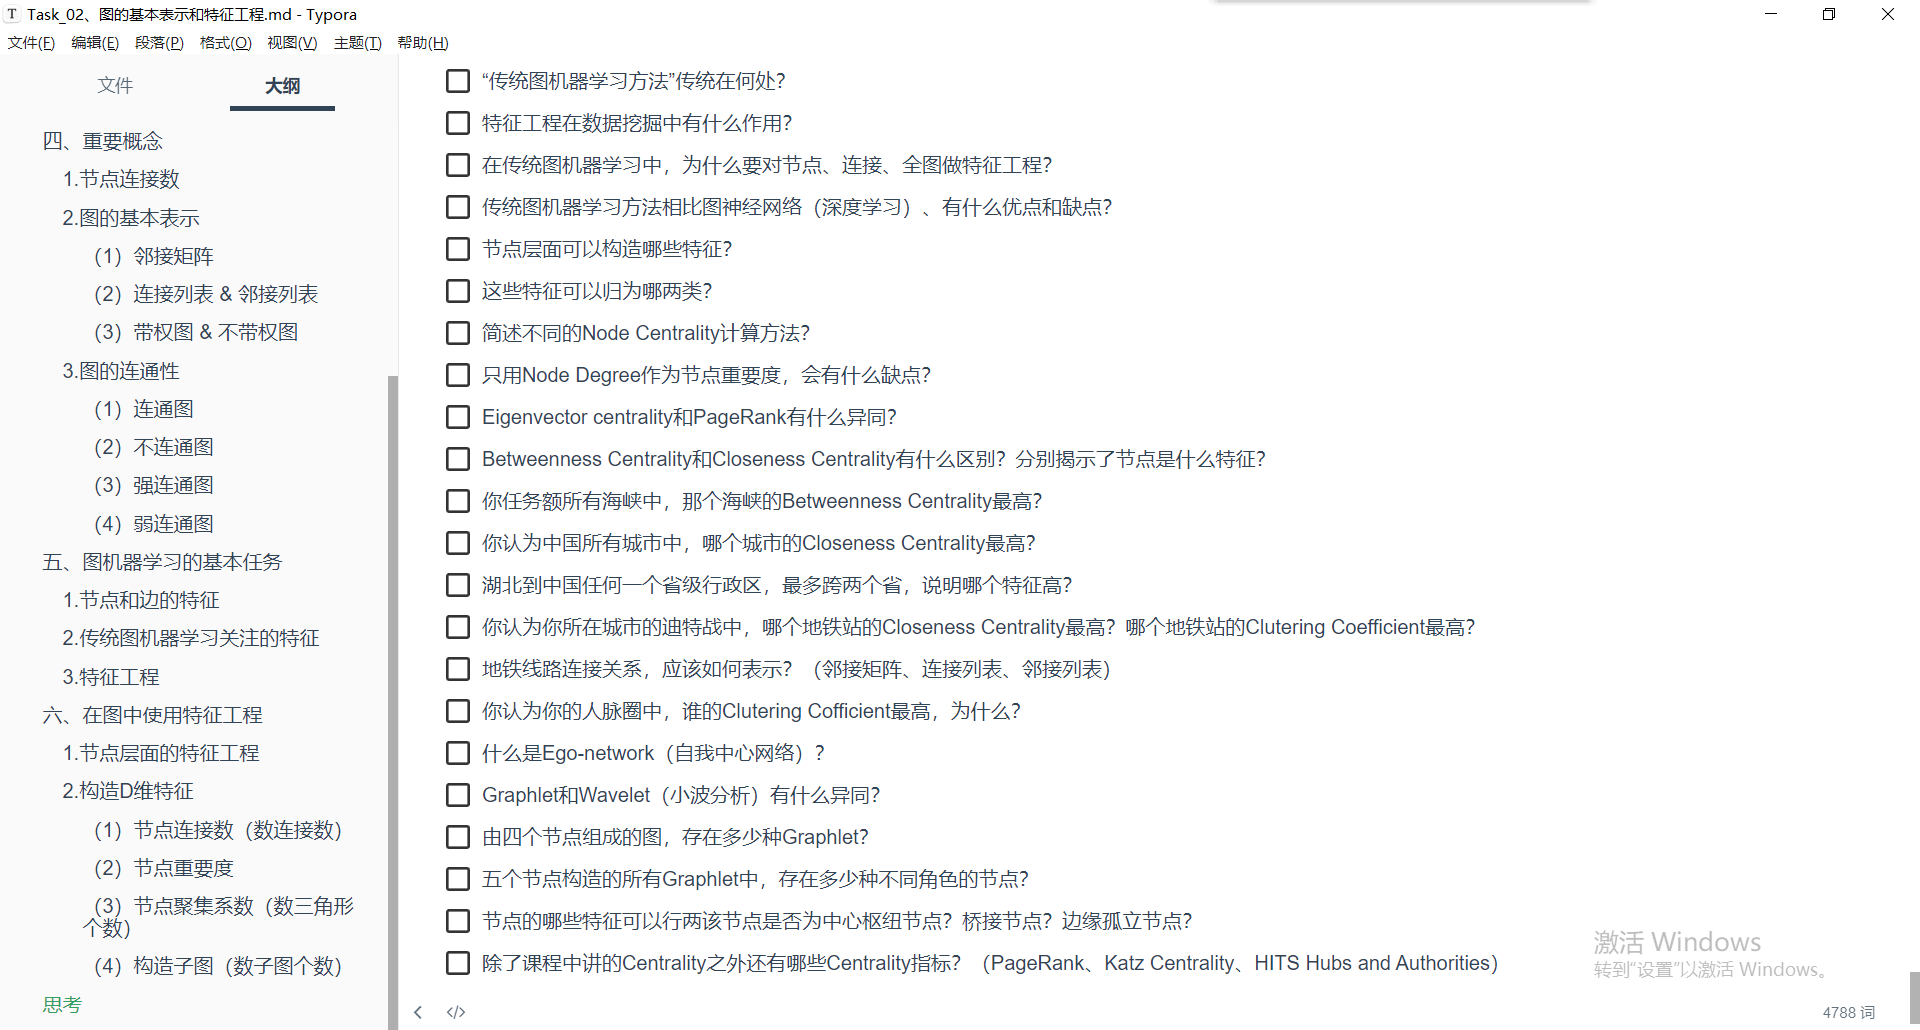 Task_02、图的基本表示和特征工程.md - Typora
文件(F) 编辑(E) 段落(P) 格式(O) 视图(V) 主题(T) 帮助(H)
文件 大纲
四、重要概念
1.节点连接数
2.图的基本表示
（1）邻接矩阵
（2）连接列表 & 邻接列表
（3）带权图 & 不带权图
3.图的连通性
（1）连通图
（2）不连通图
（3）强连通图
（4）弱连通图
五、图机器学习的基本任务
1.节点和边的特征
2.传统图机器学习关注的特征
3.特征工程
六、在图中使用特征工程
1.节点层面的特征工程
2.构造D维特征
（1）节点连接数（数连接数）
（2）节点重要度
（3）节点聚集系数（数三角形
个数）
（4）构造子图（数子图个数）
思考
“传统图机器学习方法”传统在何处？
特征工程在数据挖掘中有什么作用？
在传统图机器学习中，为什么要对节点、连接、全图做特征工程？
传统图机器学习方法相比图神经网络（深度学习）、有什么优点和缺点？
节点层面可以构造哪些特征？
这些特征可以归为哪两类？
简述不同的Node Centrality计算方法？
只用Node Degree作为节点重要度，会有什么缺点？
Eigenvector centrality和PageRank有什么异同？
Betweenness Centrality和Closeness Centrality有什么区别？分别揭示了节点是什么特征？
你任务额所有海峡中，那个海峡的Betweenness Centrality最高？
你认为中国所有城市中，哪个城市的Closeness Centrality最高？
湖北到中国任何一个省级行政区，最多跨两个省，说明哪个特征高？
你认为你所在城市的迪特战中，哪个地铁站的Closeness Centrality最高？哪个地铁站的Clutering Coefficient最高？
地铁线路连接关系，应该如何表示？（邻接矩阵、连接列表、邻接列表）
你认为你的人脉圈中，谁的Clutering Cofficient最高，为什么？
什么是Ego-network（自我中心网络）？
Graphlet和Wavelet（小波分析）有什么异同？
由四个节点组成的图，存在多少种Graphlet？
五个节点构造的所有Graphlet中，存在多少种不同角色的节点？
节点的哪些特征可以行两该节点是否为中心枢纽节点？桥接节点？边缘孤立节点？
除了课程中讲的Centrality之外还有哪些Centrality指标？（PageRank、Katz Centrality、HITS Hubs and Authorities）
激活 Windows
转到“设置”以激活 Windows。
4788 词